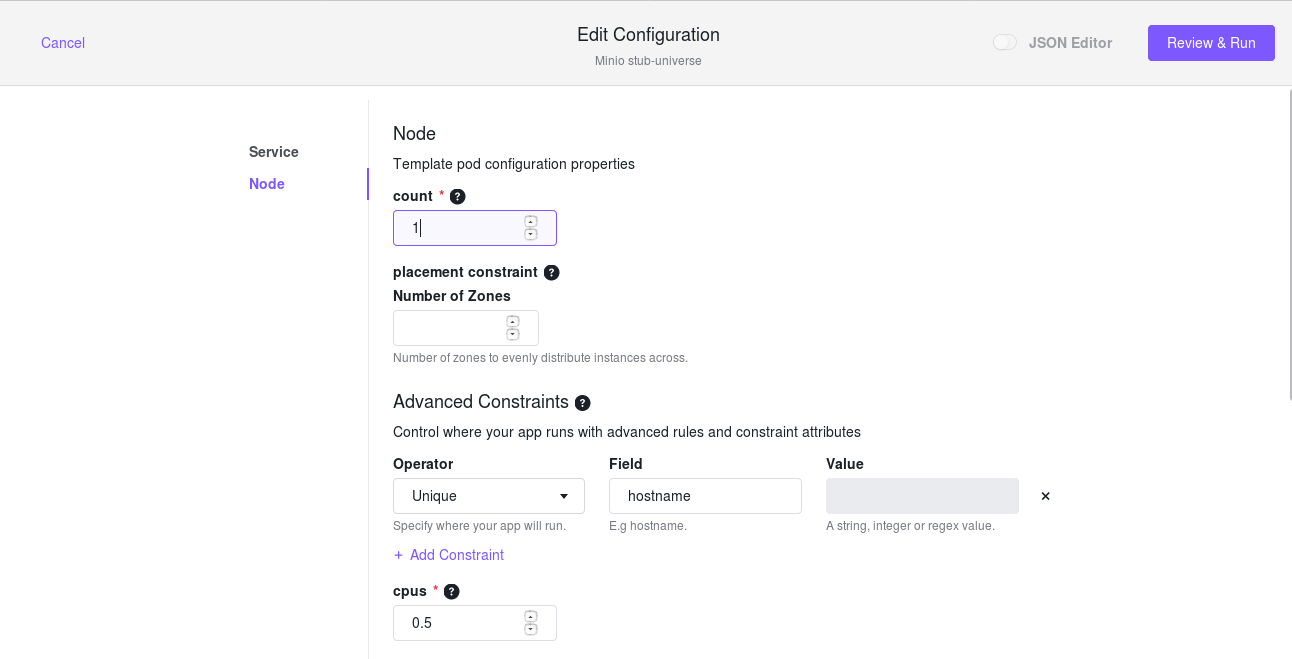 Cancel
Edit Configuration
Minio stub-universe
JSON Editor
Review & Run
Service
Node
Node
Template pod configuration properties
count * ?
1
placement constraint ?
Number of Zones
Number of zones to evenly distribute instances across.
Advanced Constraints ?
Control where your app runs with advanced rules and constraint attributes
Operator Field Value
Unique hostname ×
Specify where your app will run. E.g hostname. A string, integer or regex value.
+ Add Constraint
cpus * ?
0.5